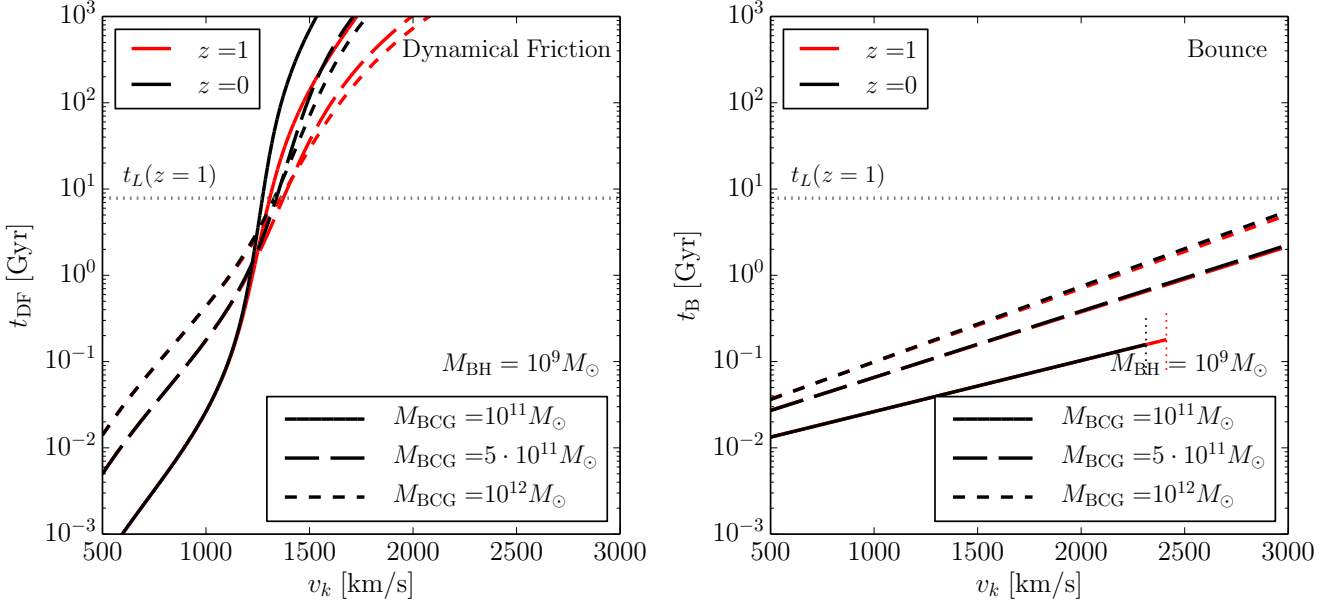 10³
10²
10¹
10⁰
10⁻¹
10⁻²
10⁻³
t_DF [Gyr]
z =1
z =0
Dynamical Friction
t_L(z = 1)
M_BH = 10⁹M_⊙
M_BCG =10¹¹M_⊙
M_BCG =5 · 10¹¹M_⊙
M_BCG =10¹²M_⊙
500 1000 1500 2000 2500 3000
v_k [km/s]
10³
10²
10¹
10⁰
10⁻¹
10⁻²
10⁻³
t_B [Gyr]
z =1
z =0
Bounce
t_L(z = 1)
M_BH = 10⁹M_⊙
M_BCG =10¹¹M_⊙
M_BCG =5 · 10¹¹M_⊙
M_BCG =10¹²M_⊙
500 1000 1500 2000 2500 3000
v_k [km/s]